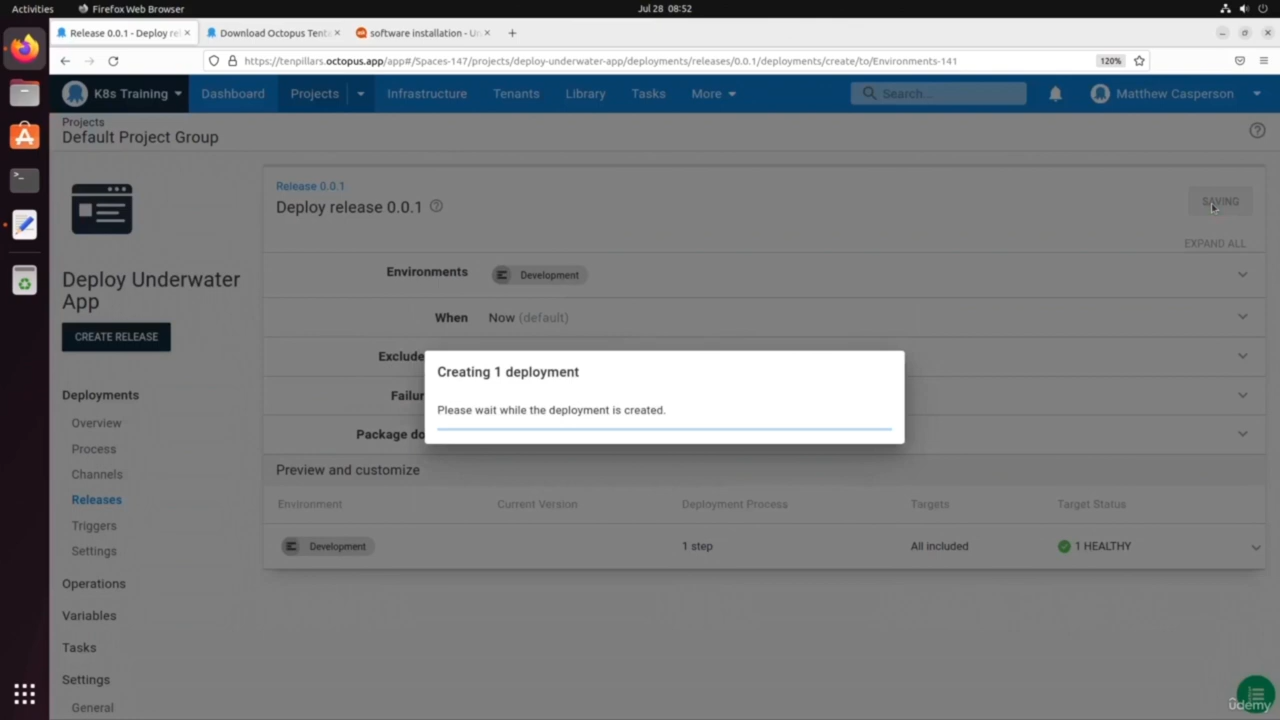 Activities
Firefox Web Browser
Jul 28 08:52
Release 0.0.1 - Deploy rel
Download Octopus Tent
software installation - U
https://tenpillars.octopus.app/app#/Spaces-147/projects/deploy-underwater-app/deployments/releases/0.0.1/deployments/create/to/Environments-141
120%
K8s Training
Dashboard
Projects
Infrastructure
Tenants
Library
Tasks
More
Search...
Matthew Casperson
Projects
Default Project Group
Release 0.0.1
Deploy release 0.0.1
SAVING
EXPAND ALL
Deploy Underwater
App
CREATE RELEASE
Environments
Development
When
Now (default)
Exclude
Failur
Package do
Creating 1 deployment
Please wait while the deployment is created.
Deployments
Overview
Process
Channels
Releases
Triggers
Settings
Operations
Variables
Tasks
Settings
General
Preview and customize
Environment
Current Version
Deployment Process
Targets
Target Status
Development
1 step
All included
1 HEALTHY
ûdemy